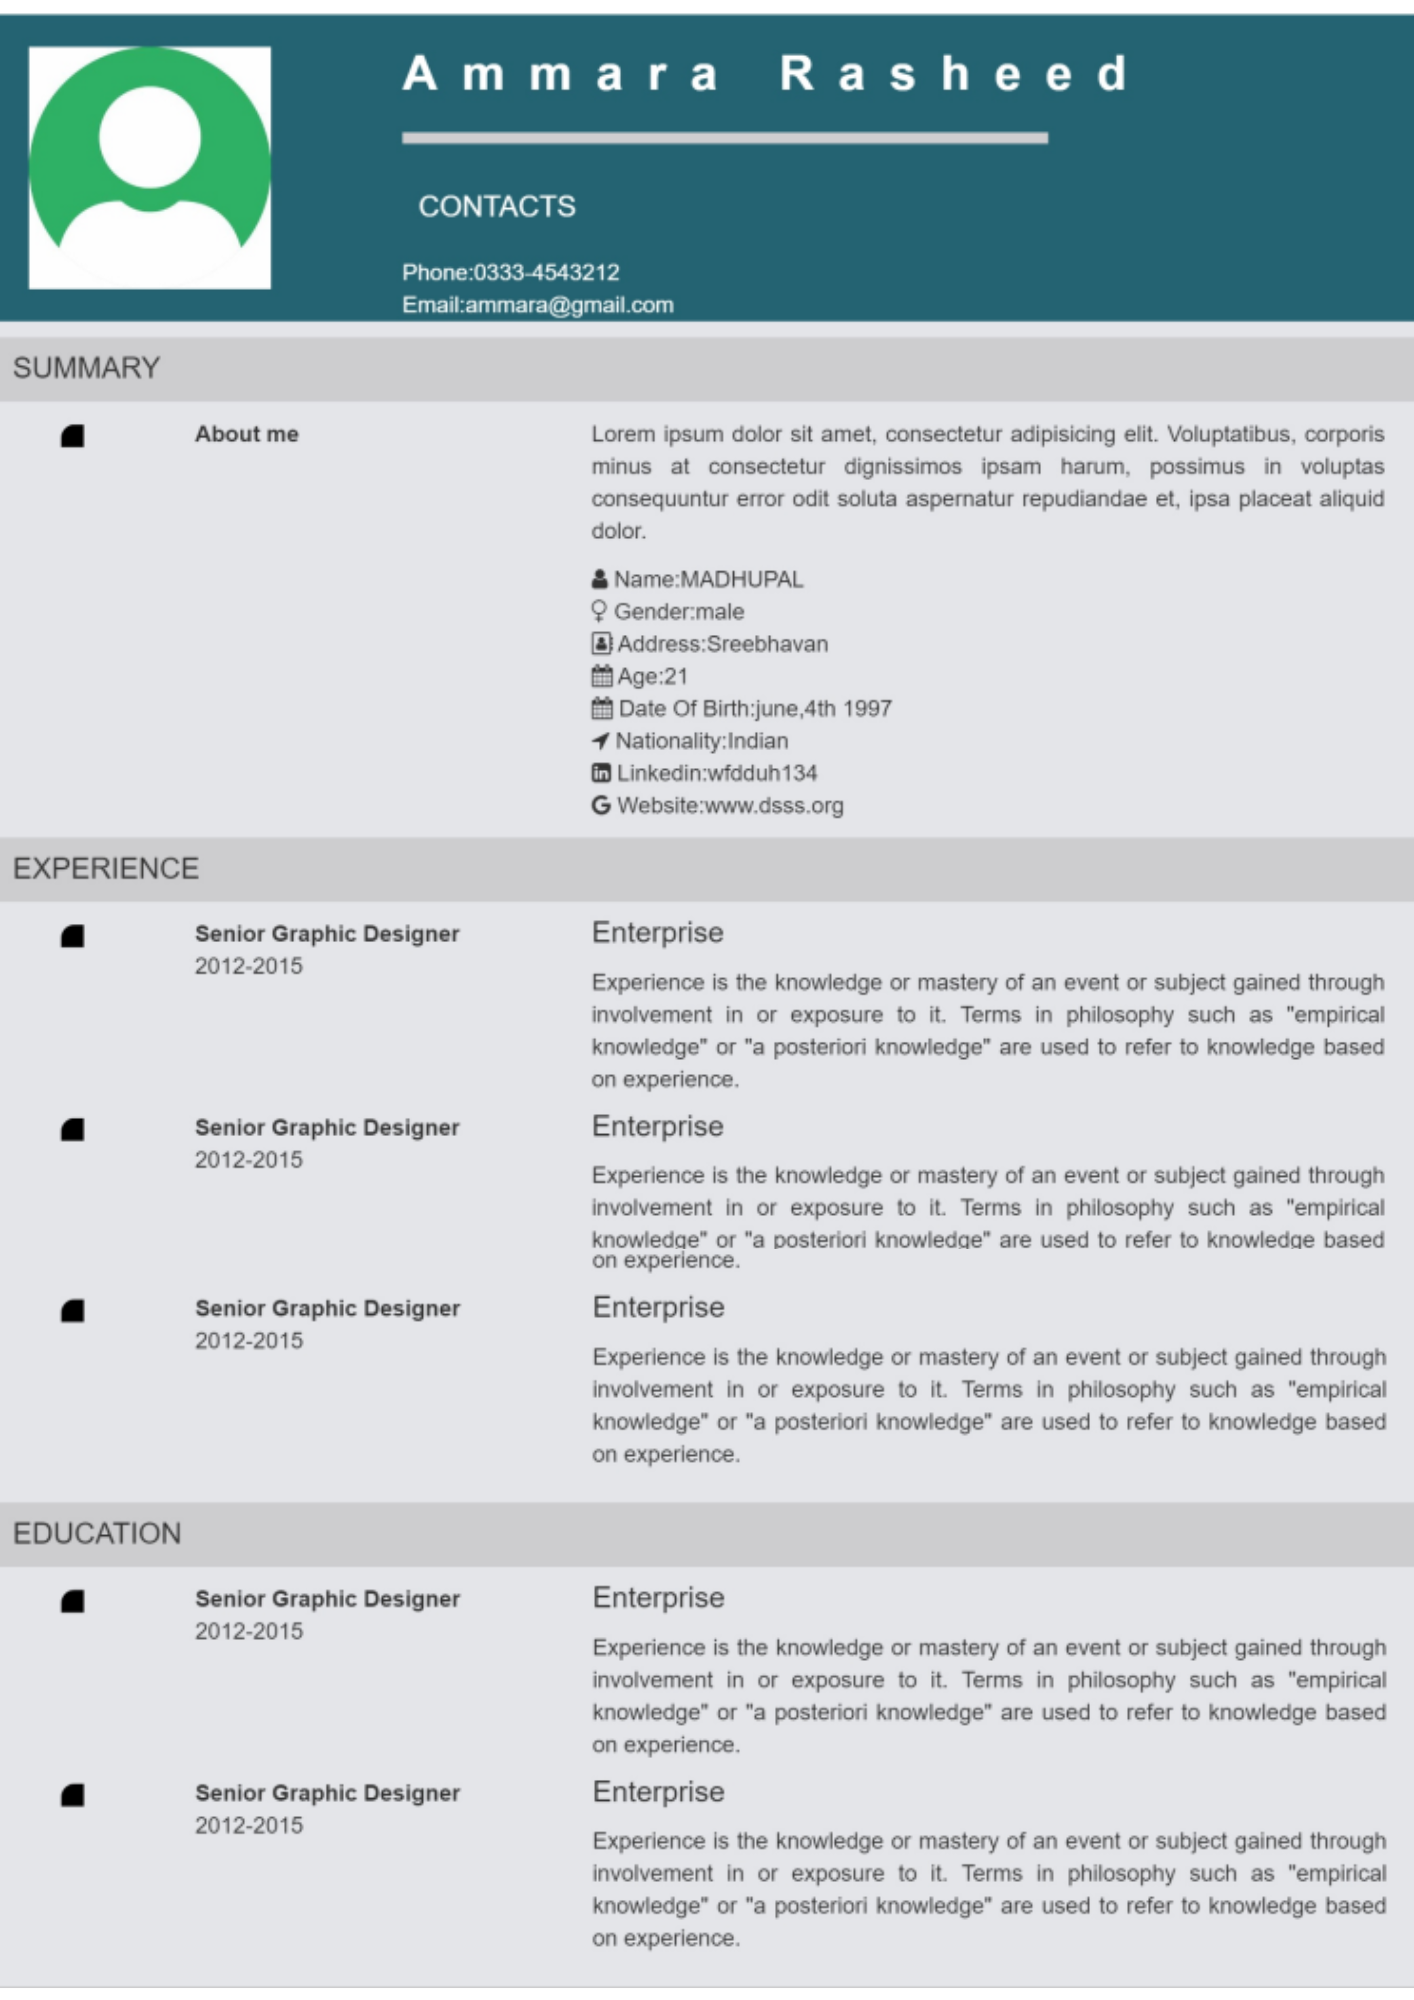 Ammara Rasheed
CONTACTS
Phone:0333-4543212
Email:ammara@gmail.com
SUMMARY
About me
Lorem ipsum dolor sit amet, consectetur adipisicing elit. Voluptatibus, corporis
minus at consectetur dignissimos ipsam harum, possimus in voluptas
consequuntur error odit soluta aspernatur repudiandae et, ipsa placeat aliquid
dolor.
Name:MADHUPAL
Gender:male
Address:Sreebhavan
Age:21
Date Of Birth:june,4th 1997
Nationality:Indian
Linkedin:wfdduh134
Website:www.dsss.org
EXPERIENCE
Senior Graphic Designer
2012-2015
Enterprise
Experience is the knowledge or mastery of an event or subject gained through
involvement in or exposure to it. Terms in philosophy such as "empirical
knowledge" or "a posteriori knowledge" are used to refer to knowledge based
on experience.
Senior Graphic Designer
2012-2015
Enterprise
Experience is the knowledge or mastery of an event or subject gained through
involvement in or exposure to it. Terms in philosophy such as "empirical
knowledge" or "a posteriori knowledge" are used to refer to knowledge based
on experience.
Senior Graphic Designer
2012-2015
Enterprise
Experience is the knowledge or mastery of an event or subject gained through
involvement in or exposure to it. Terms in philosophy such as "empirical
knowledge" or "a posteriori knowledge" are used to refer to knowledge based
on experience.
EDUCATION
Senior Graphic Designer
2012-2015
Enterprise
Experience is the knowledge or mastery of an event or subject gained through
involvement in or exposure to it. Terms in philosophy such as "empirical
knowledge" or "a posteriori knowledge" are used to refer to knowledge based
on experience.
Senior Graphic Designer
2012-2015
Enterprise
Experience is the knowledge or mastery of an event or subject gained through
involvement in or exposure to it. Terms in philosophy such as "empirical
knowledge" or "a posteriori knowledge" are used to refer to knowledge based
on experience.